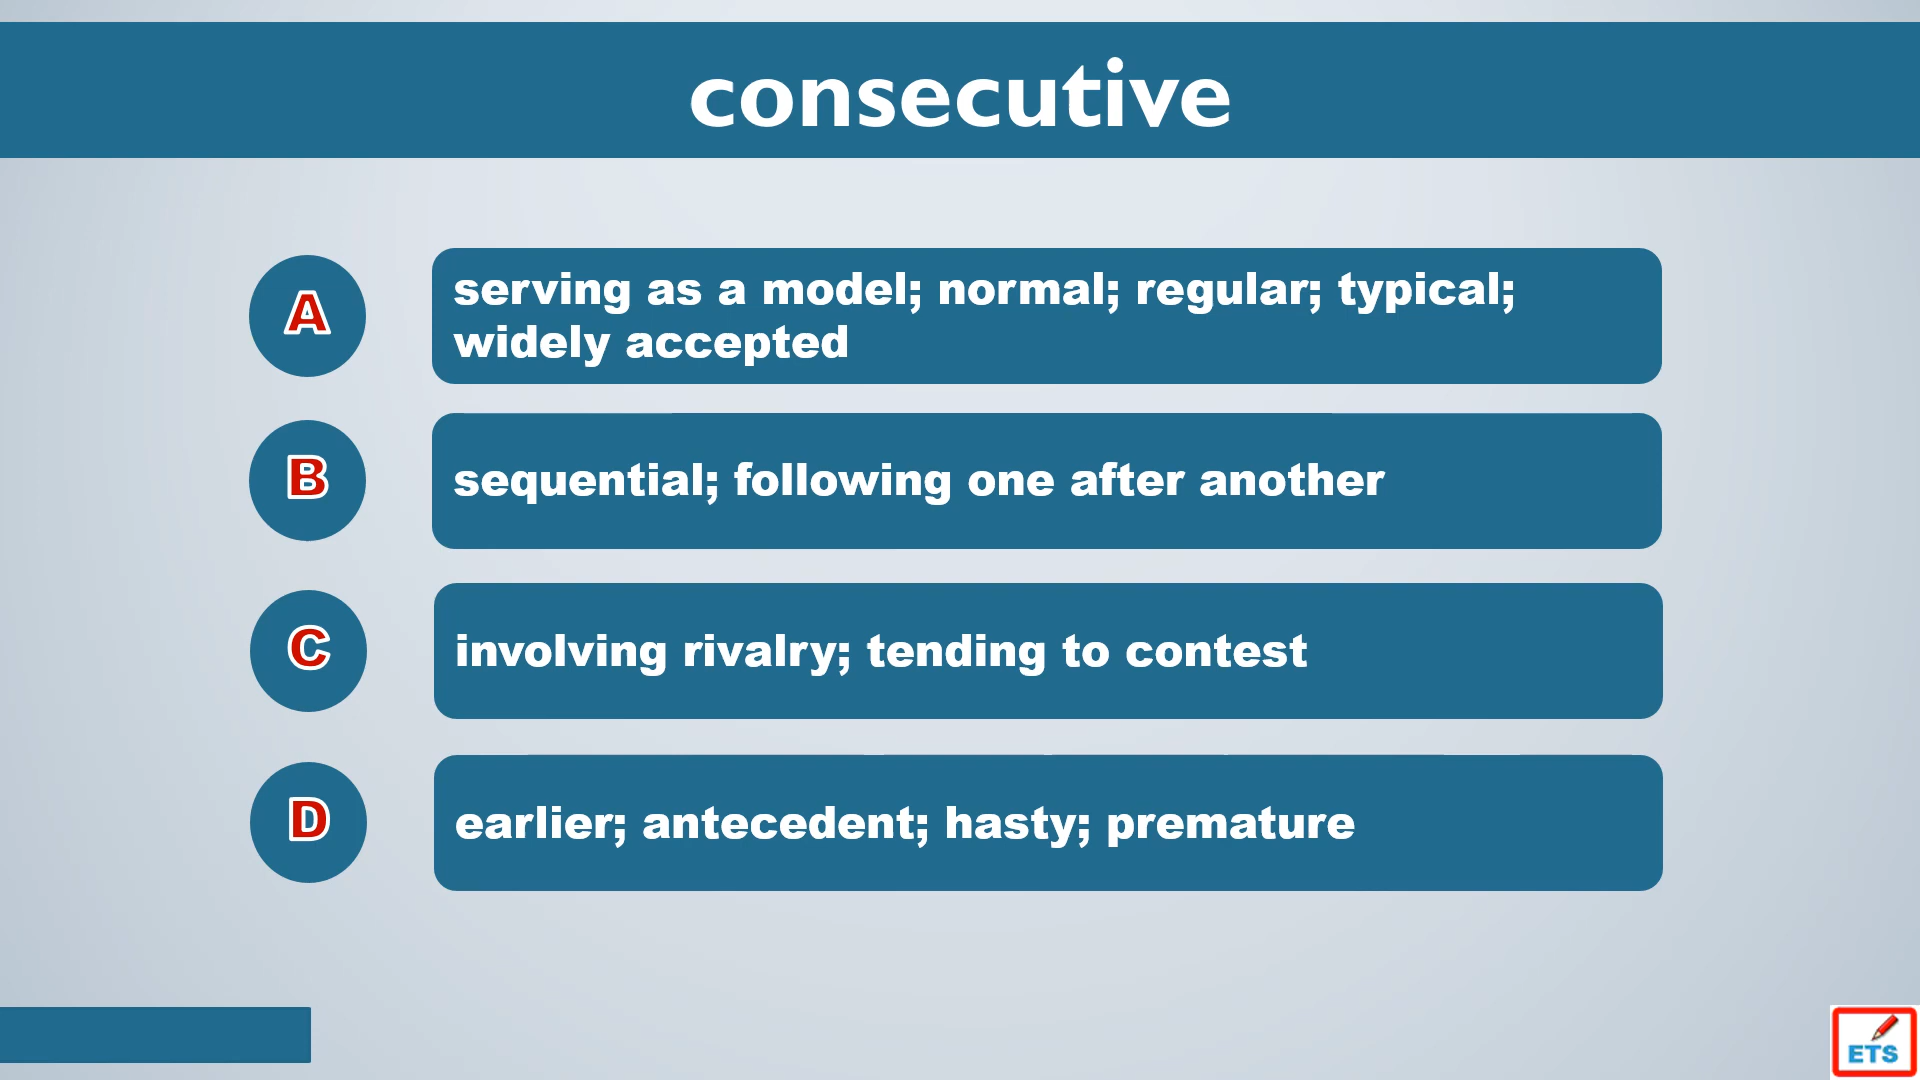 consecutive
A
serving as a model; normal; regular; typical;
widely accepted
B
sequential; following one after another
C
involving rivalry; tending to contest
D
earlier; antecedent; hasty; premature
ETS